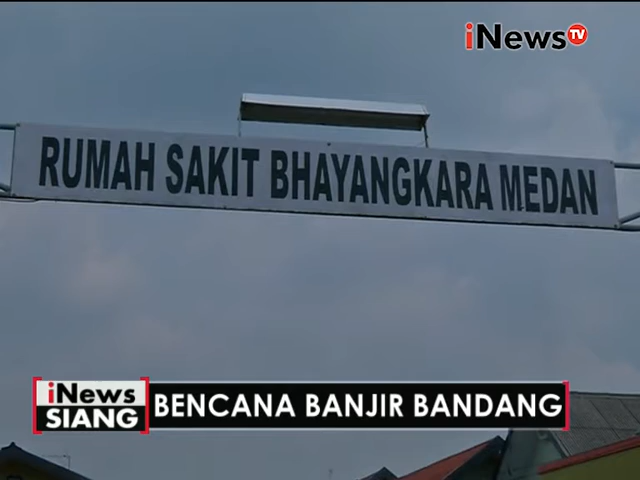 iNews TV
RUMAH SAKIT BHAYANGKARA MEDAN
iNews
SIANG
BENCANA BANJIR BANDANG